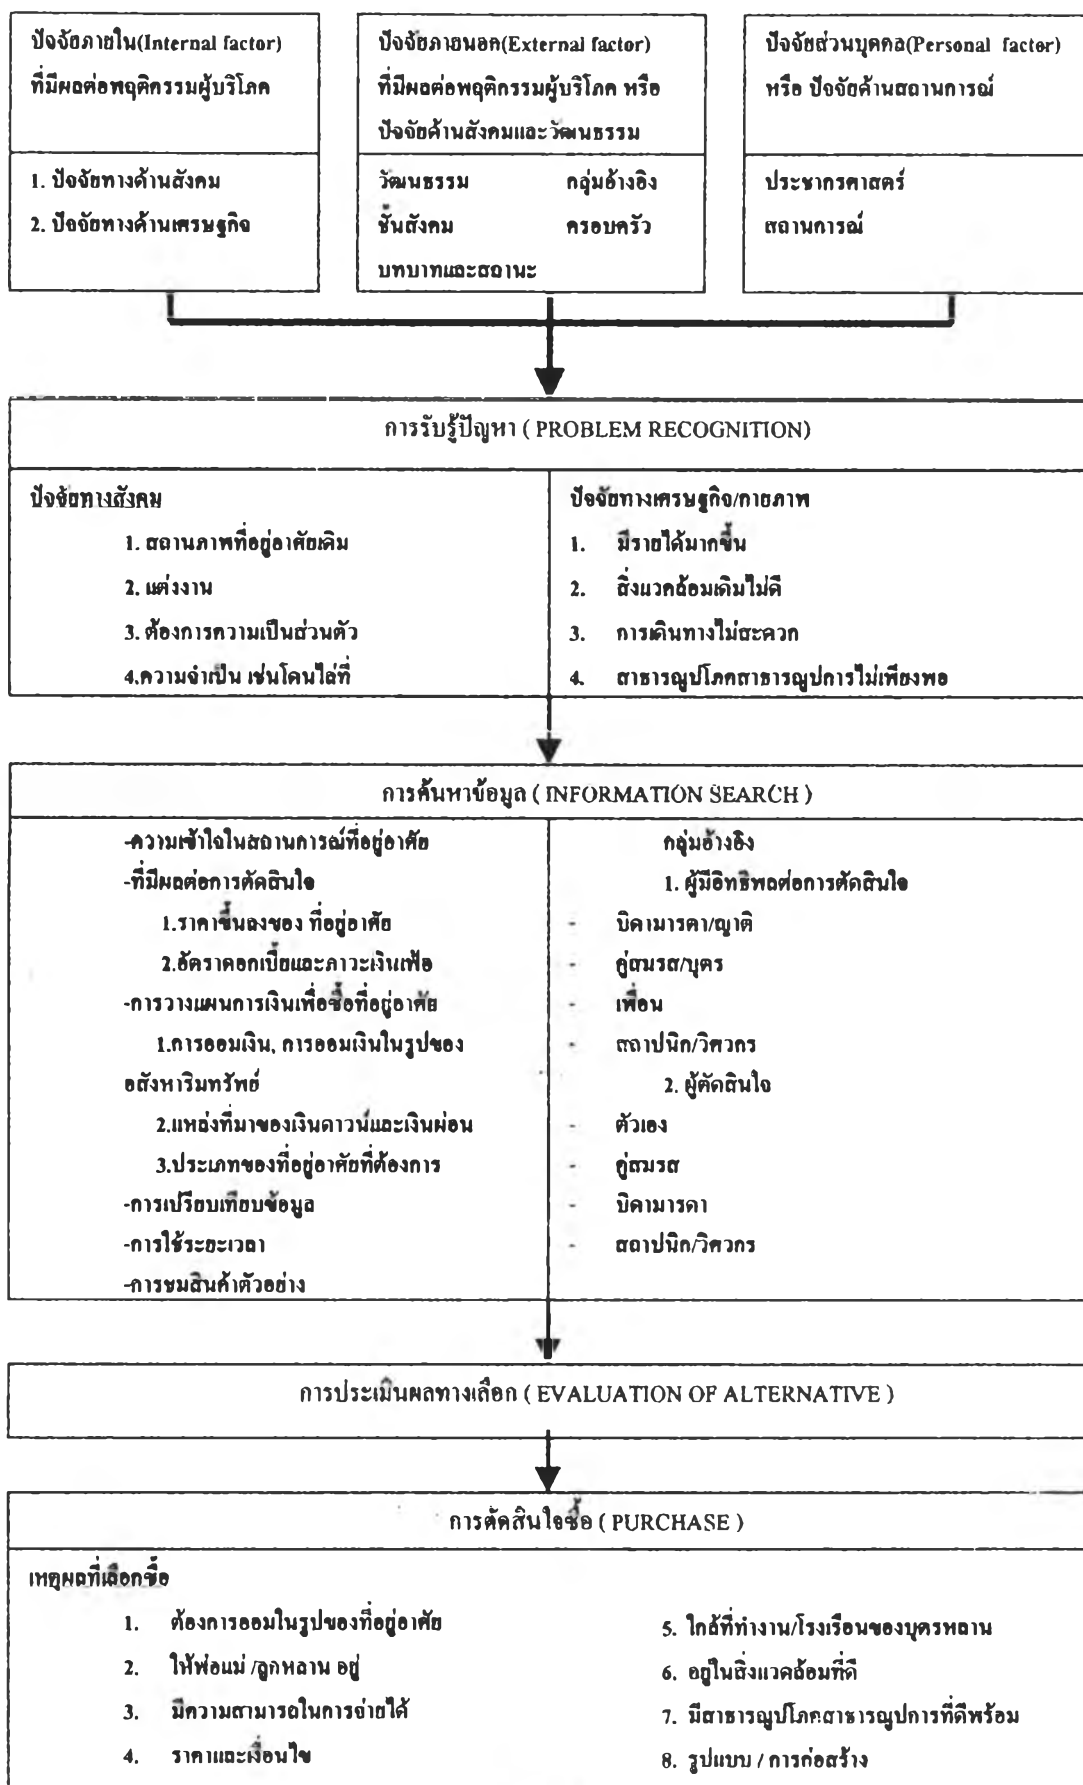 ปัจจัยภายใน(Internal factor)
ที่มีผลต่อพฤติกรรมผู้บริโภค
1. ปัจจัยทางด้านสังคม
2. ปัจจัยทางด้านเศรษฐกิจ
ปัจจัยภายนอก(External factor)
ที่มีผลต่อพฤติกรรมผู้บริโภค หรือ
ปัจจัยด้านสังคมและวัฒนธรรม
วัฒนธรรม กลุ่มอ้างอิง
ชั้นสังคม ครอบครัว
บทบาทและสถานะ
ปัจจัยส่วนบุคคล(Personal factor)
หรือ ปัจจัยด้านสถานการณ์
ประชากรศาสตร์
สถานการณ์
การรับรู้ปัญหา ( PROBLEM RECOGNITION)
ปัจจัยทางสังคม
1. สถานภาพที่อยู่อาศัยเดิม
2. แต่งงาน
3. ต้องการความเป็นส่วนตัว
4.ความจำเป็น เช่นโดนไล่ที่
ปัจจัยทางเศรษฐกิจ/กายภาพ
1. มีรายได้มากขึ้น
2. สิ่งแวดล้อมเดิมไม่ดี
3. การเดินทางไม่สะดวก
4. สาธารณูปโภคสาธารณูปการไม่เพียงพอ
การค้นหาข้อมูล ( INFORMATION SEARCH )
-ความเข้าใจในสถานการณ์ที่อยู่อาศัย
-ที่มีผลต่อการตัดสินใจ
1.ราคาขึ้นลงของ ที่อยู่อาศัย
2.อัตราดอกเบี้ยและภาวะเงินเฟ้อ
-การวางแผนการเงินเพื่อซื้อที่อยู่อาศัย
1.การออมเงิน, การออมเงินในรูปของ
อสังหาริมทรัพย์
2.แหล่งที่มาของเงินดาวน์และเงินผ่อน
3.ประเภทของที่อยู่อาศัยที่ต้องการ
-การเปรียบเทียบข้อมูล
-การใช้ระยะเวลา
-การชมสินค้าตัวอย่าง
กลุ่มอ้างอิง
1. ผู้มีอิทธิพลต่อการตัดสินใจ
- บิดามารดา/ญาติ
- คู่สมรส/บุตร
- เพื่อน
- สถาปนิก/วิศวกร
2. ผู้ตัดสินใจ
- ตัวเอง
- คู่สมรส
- บิดามารดา
- สถาปนิก/วิศวกร
การประเมินผลทางเลือก ( EVALUATION OF ALTERNATIVE )
การตัดสินใจซื้อ ( PURCHASE )
เหตุผลที่เลือกซื้อ
1. ต้องการออมในรูปของที่อยู่อาศัย
2. ให้พ่อแม่ /ลูกหลาน อยู่
3. มีความสามารถในการจ่ายได้
4. ราคาและเงื่อนไข
5. ใกล้ที่ทำงาน/โรงเรียนของบุตรหลาน
6. อยู่ในสิ่งแวดล้อมที่ดี
7. มีสาธารณูปโภคสาธารณูปการที่ดีพร้อม
8. รูปแบบ / การก่อสร้าง